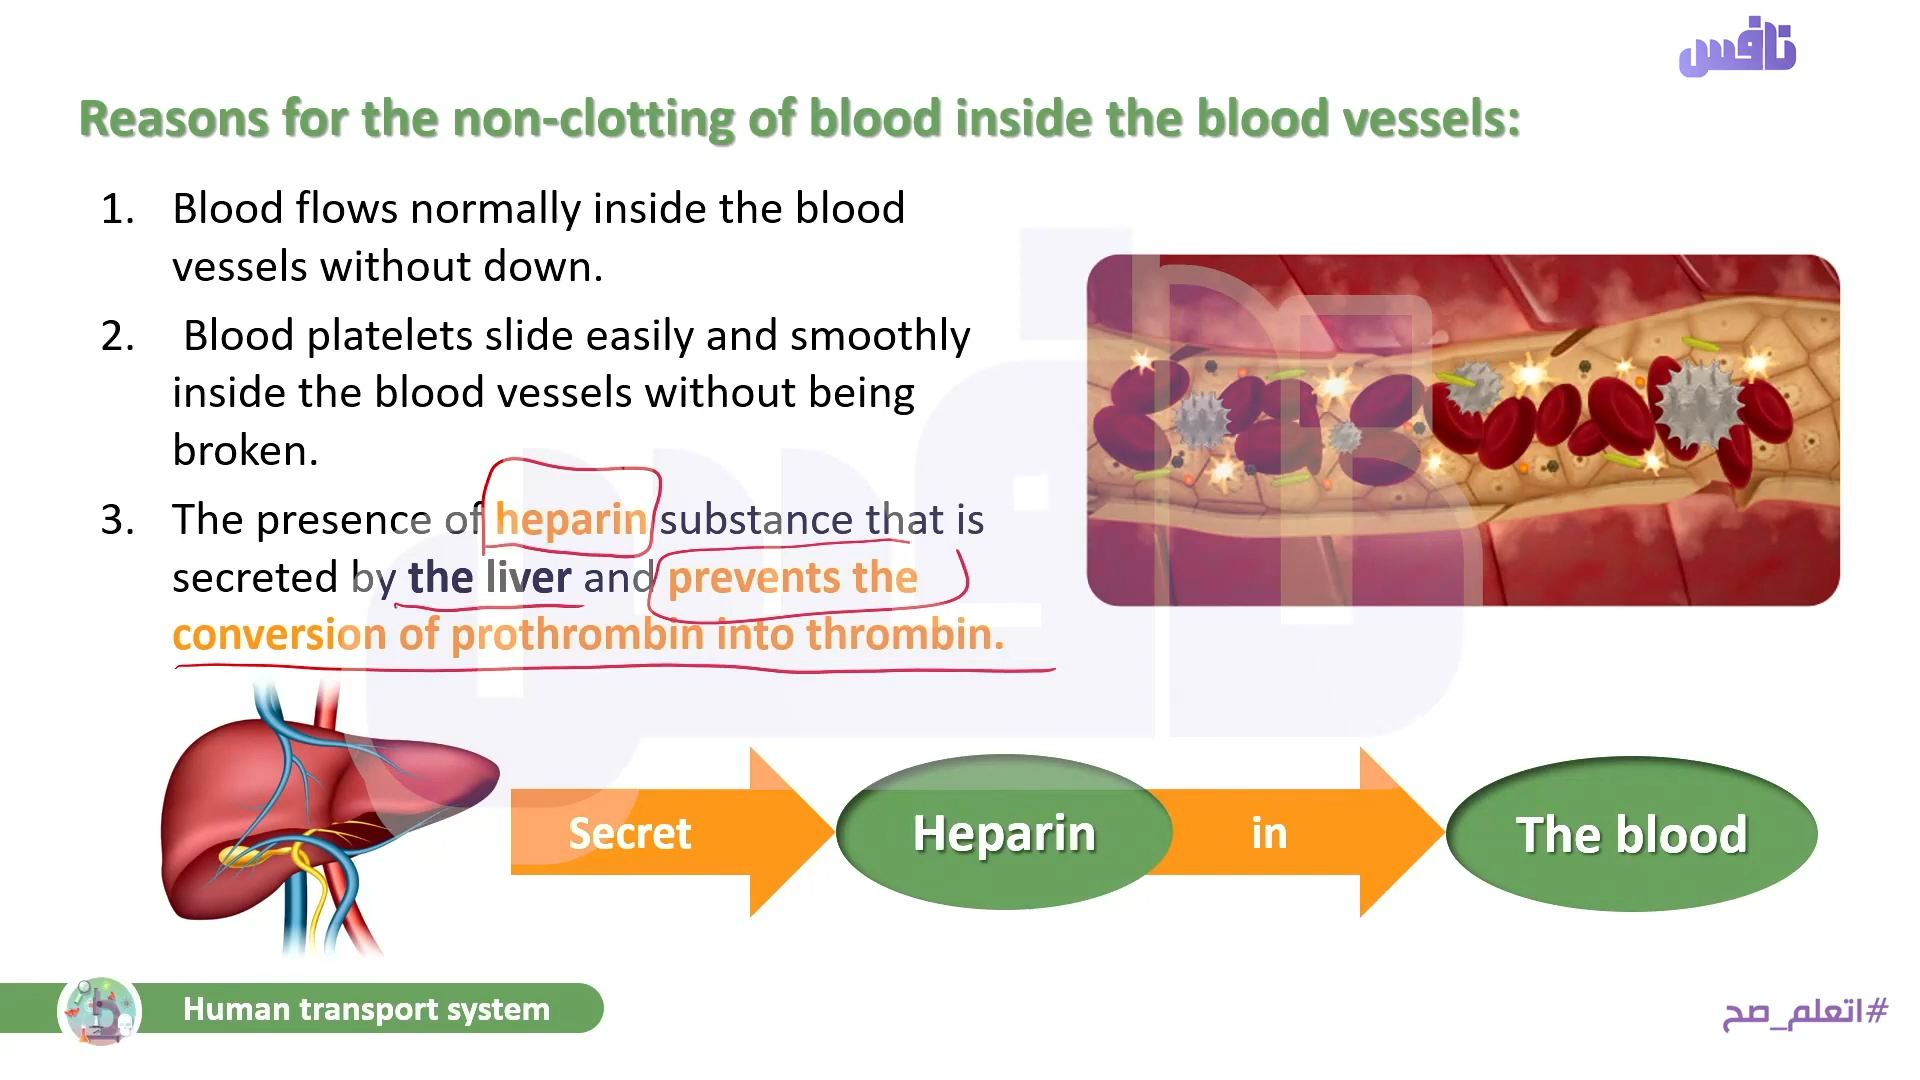 نافس
Reasons for the non-clotting of blood inside the blood vessels:
1. Blood flows normally inside the blood
vessels without down.
2. Blood platelets slide easily and smoothly
inside the blood vessels without being
broken.
3. The presence of heparin substance that is
secreted by the liver and prevents the
conversion of prothrombin into thrombin.
Secret
Heparin
in
The blood
Human transport system
#اتعلم_صح